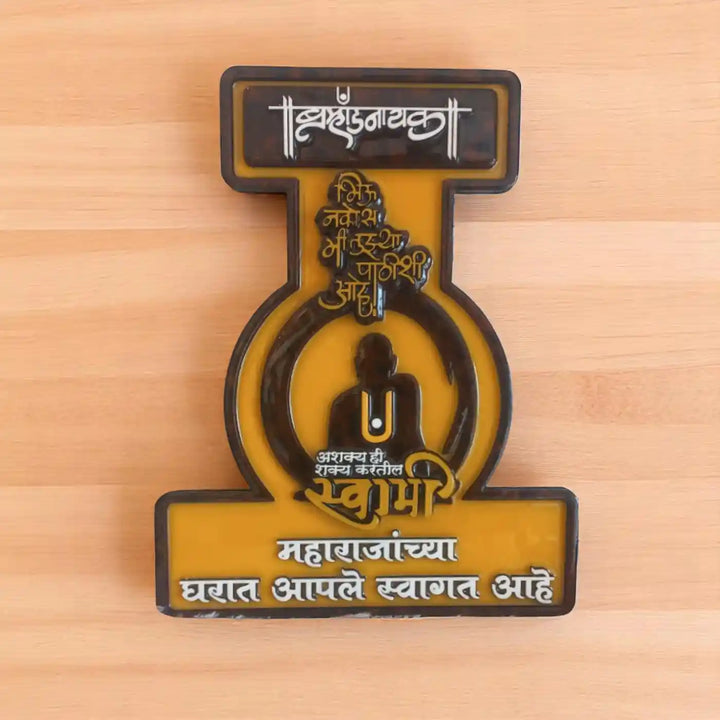 ॥ब्रह्मांडनायक॥
भिऊ
नकोस
मी तुझ्या
पाठीशी
आहे!
अशक्य ही
शक्य करतील
स्वामी
महाराजांच्या
घरात आपले स्वागत आहे